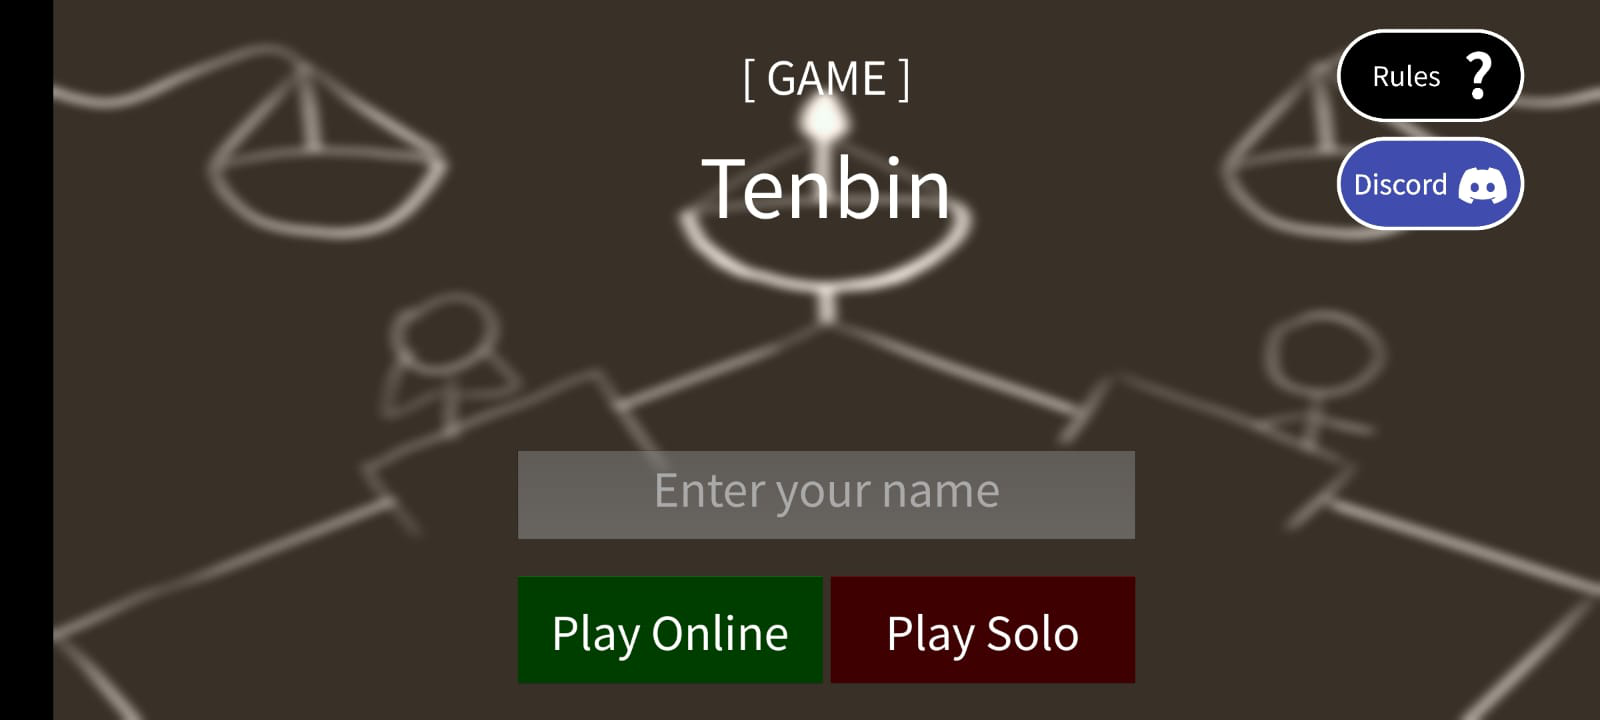 [ GAME ]
Tenbin
Rules ?
Discord
Enter your name
Play Online
Play Solo